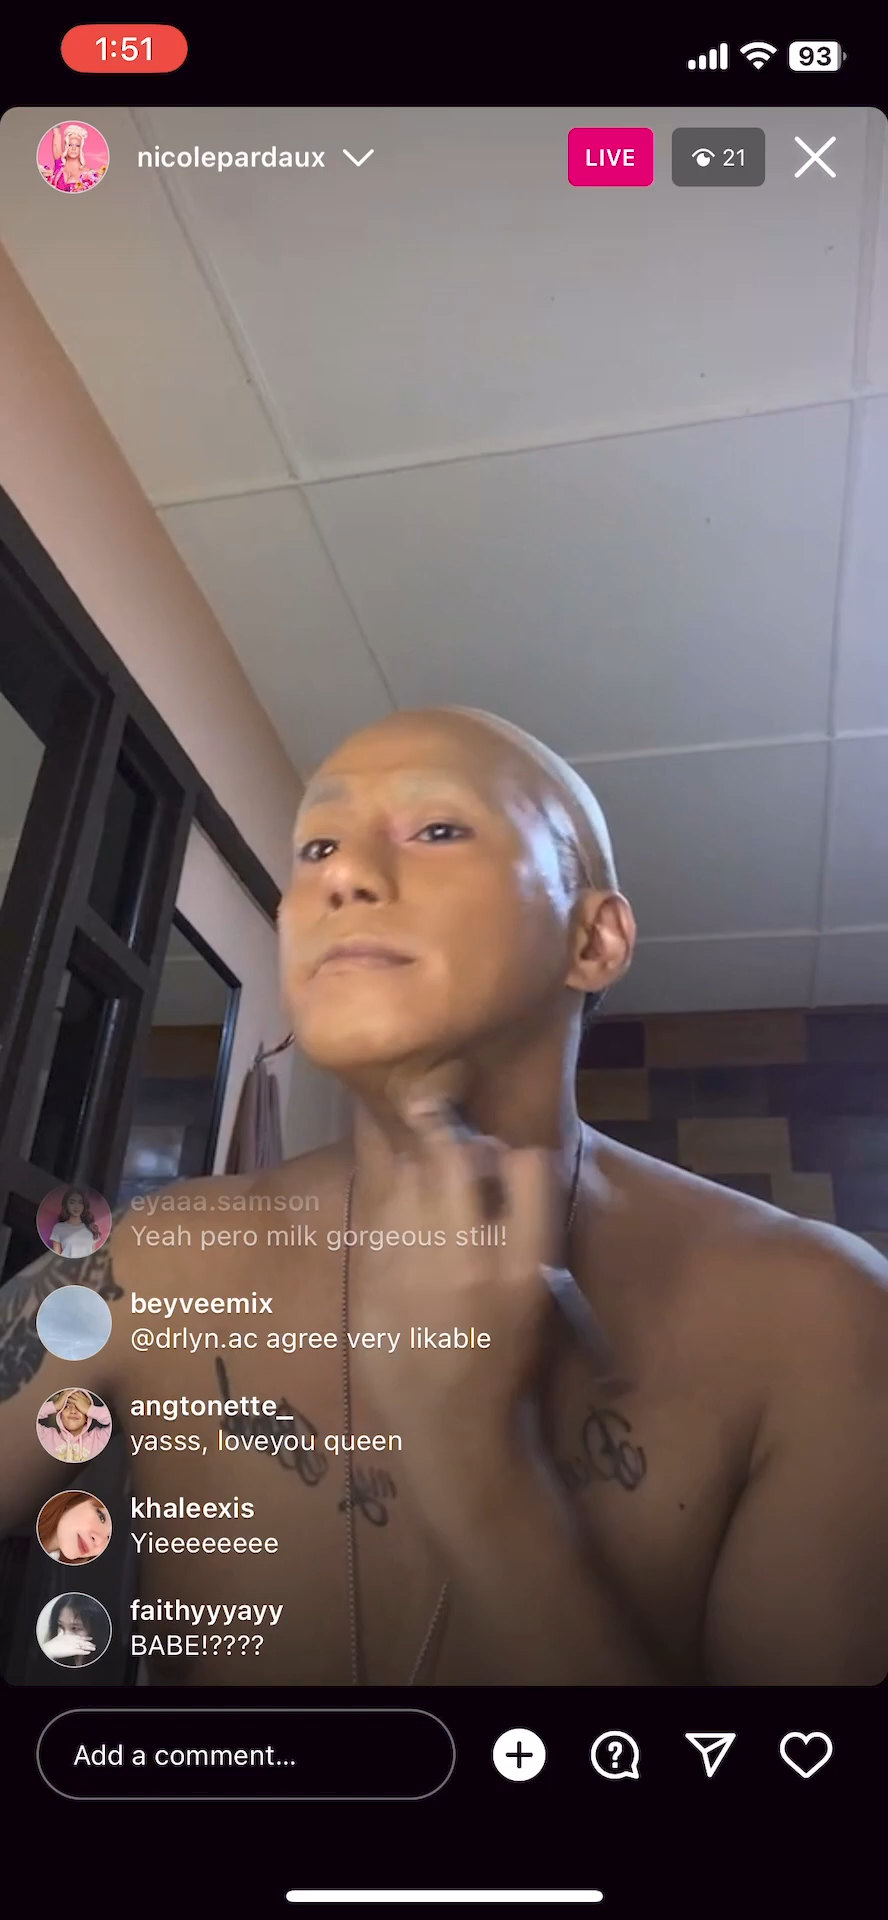 1:51
93
nicolepardaux
LIVE
21
eyaaa.samson
Yeah pero milk gorgeous still!
beyveemix
@drlyn.ac agree very likable
angtonette_
yasss, loveyou queen
khaleexis
Yieeeeeeee
faithyyyayy
BABE!????
Add a comment...